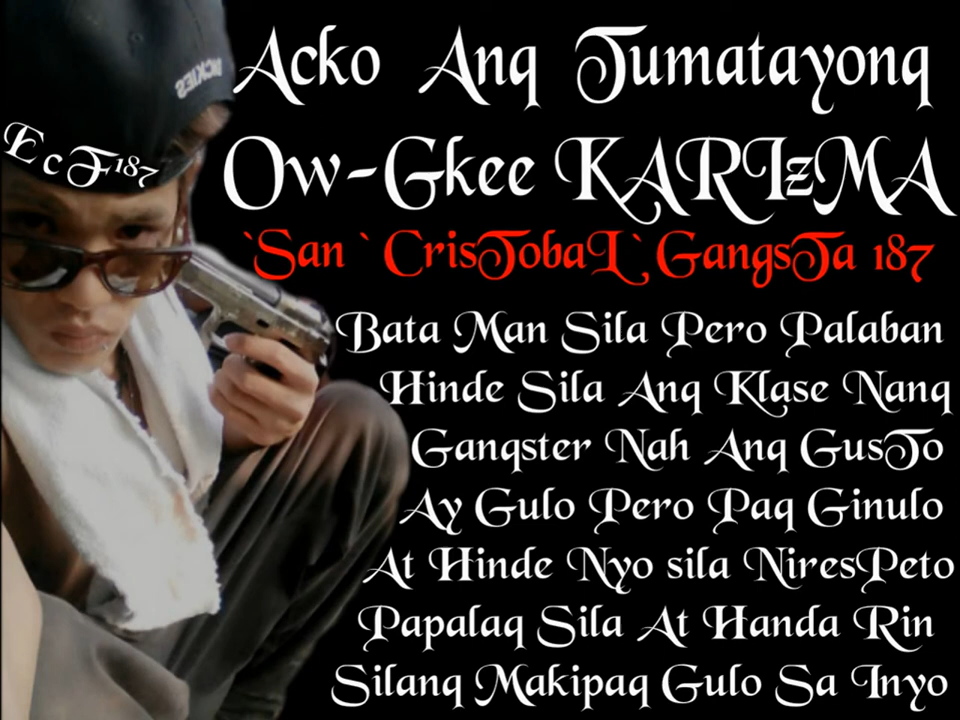 DICKIES
EcF187
Acko Anq Tumatayonq
Ow-Gkee KARIzMA
`San ` CrisTobaL` GangsTa 187
Bata Man Sila Pero Palaban
Hinde Sila Anq Klase Nanq
Gangster Nah Anq GusTo
Ay Gulo Pero Paq Ginulo
At Hinde Nyo sila NiresPeto
Papalaq Sila At Handa Rin
Silanq Makipaq Gulo Sa Inyo